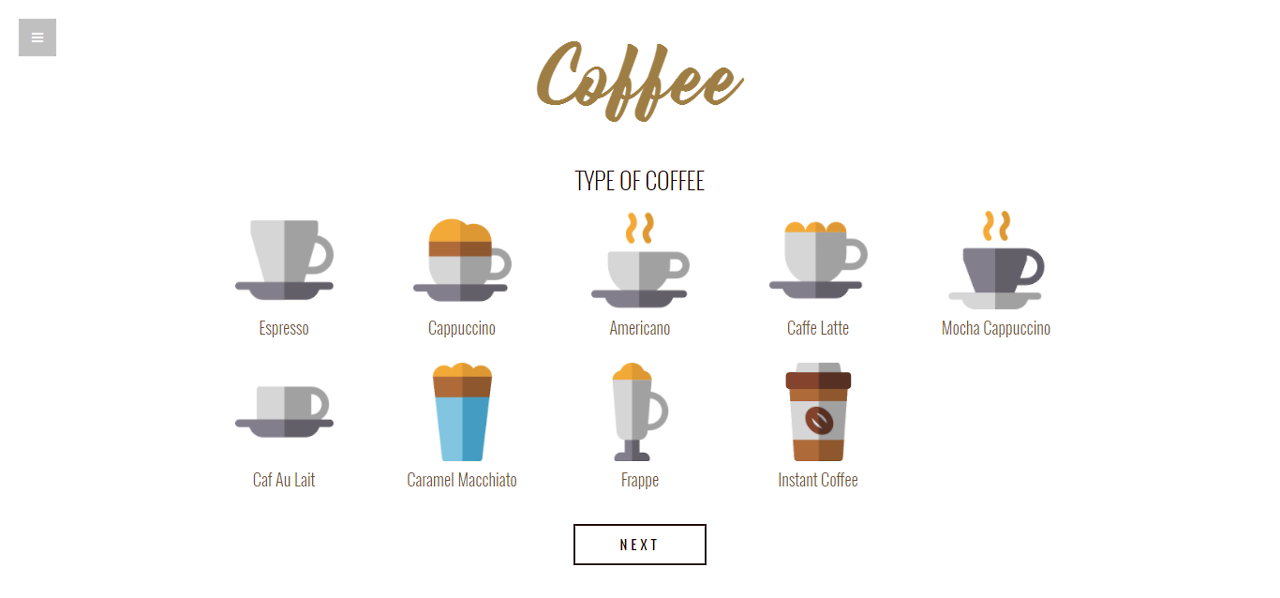 Coffee
TYPE OF COFFEE
Espresso
Cappuccino
Americano
Caffe Latte
Mocha Cappuccino
Caf Au Lait
Caramel Macchiato
Frappe
Instant Coffee
NEXT